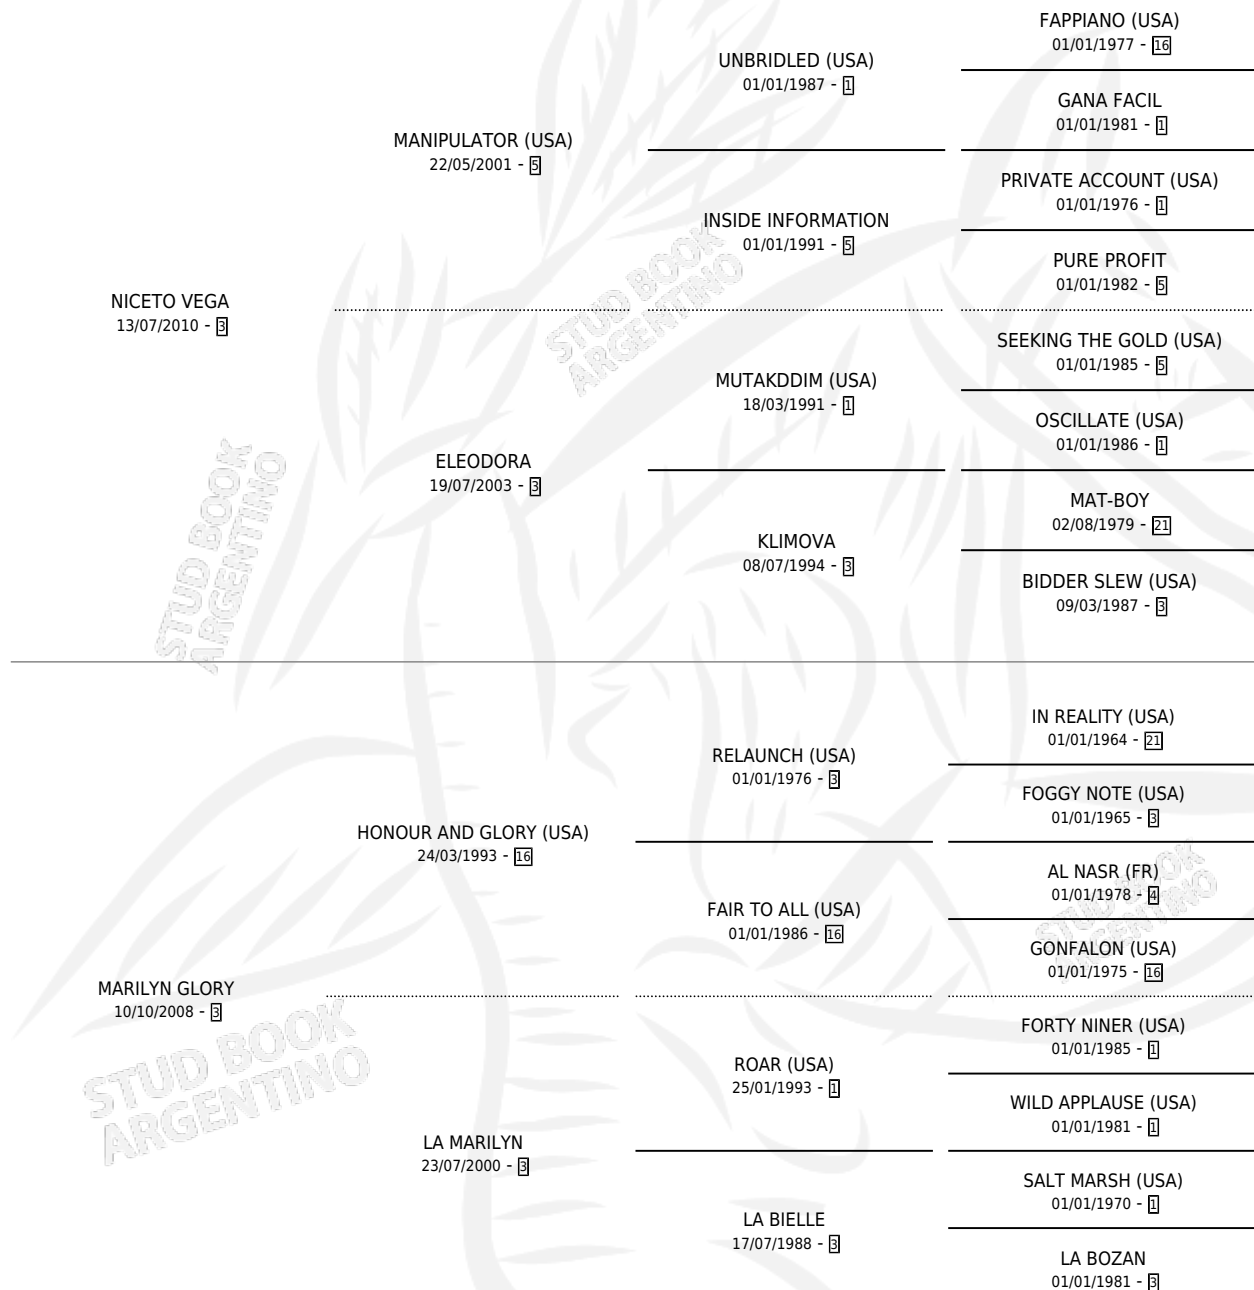 FAPPIANO (USA)
01/01/1977 - 16
UNBRIDLED (USA)
01/01/1987 - 1
GANA FACIL
01/01/1981 - 1
MANIPULATOR (USA)
22/05/2001 - 5
PRIVATE ACCOUNT (USA)
01/01/1976 - 1
INSIDE INFORMATION
01/01/1991 - 5
PURE PROFIT
01/01/1982 - 5
NICETO VEGA
13/07/2010 - 3
STUD BOOK
ARGENTINO
SEEKING THE GOLD (USA)
01/01/1985 - 5
MUTAKDDIM (USA)
18/03/1991 - 1
OSCILLATE (USA)
01/01/1986 - 1
ELEODORA
19/07/2003 - 3
MAT-BOY
02/08/1979 - 21
KLIMOVA
08/07/1994 - 3
BIDDER SLEW (USA)
09/03/1987 - 3
STUD BOOK
ARGENTINO
IN REALITY (USA)
01/01/1964 - 21
RELAUNCH (USA)
01/01/1976 - 3
FOGGY NOTE (USA)
01/01/1965 - 3
HONOUR AND GLORY (USA)
24/03/1993 - 16
AL NASR (FR)
01/01/1978 - 4
FAIR TO ALL (USA)
01/01/1986 - 16
GONFALON (USA)
01/01/1975 - 16
STUD BOOK
ARGENTINO
MARILYN GLORY
10/10/2008 - 3
FORTY NINER (USA)
01/01/1985 - 1
ROAR (USA)
25/01/1993 - 1
WILD APPLAUSE (USA)
01/01/1981 - 1
STUD BOOK
ARGENTINO
LA MARILYN
23/07/2000 - 3
SALT MARSH (USA)
01/01/1970 - 1
LA BIELLE
17/07/1988 - 3
LA BOZAN
01/01/1981 - 3